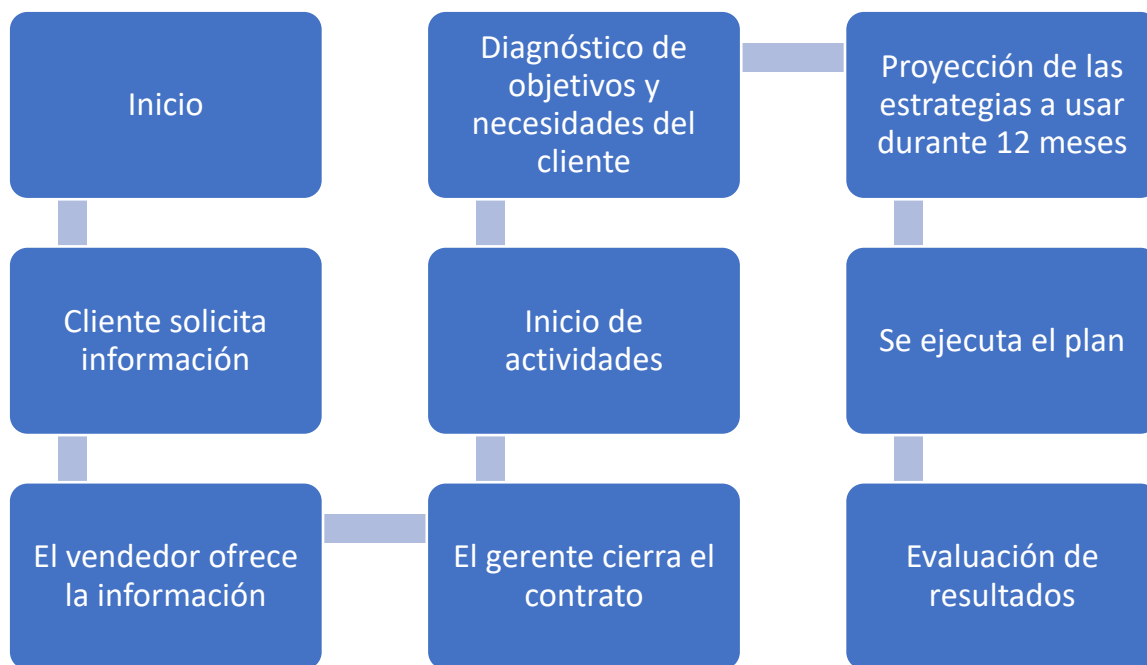 Inicio
Cliente solicita
información
El vendedor ofrece
la información
El gerente cierra el
contrato
Inicio de
actividades
Diagnóstico de
objetivos y
necesidades del
cliente
Proyección de las
estrategias a usar
durante 12 meses
Se ejecuta el plan
Evaluación de
resultados